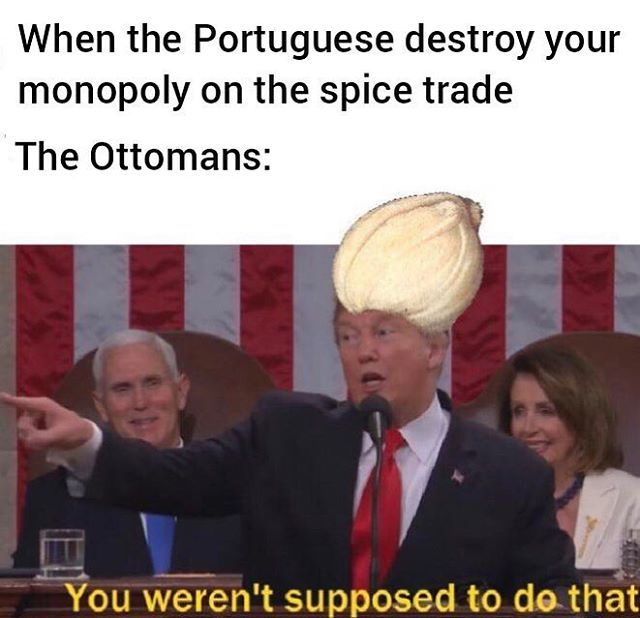 When the Portuguese destroy your
monopoly on the spice trade
The Ottomans:
You weren't supposed to do that